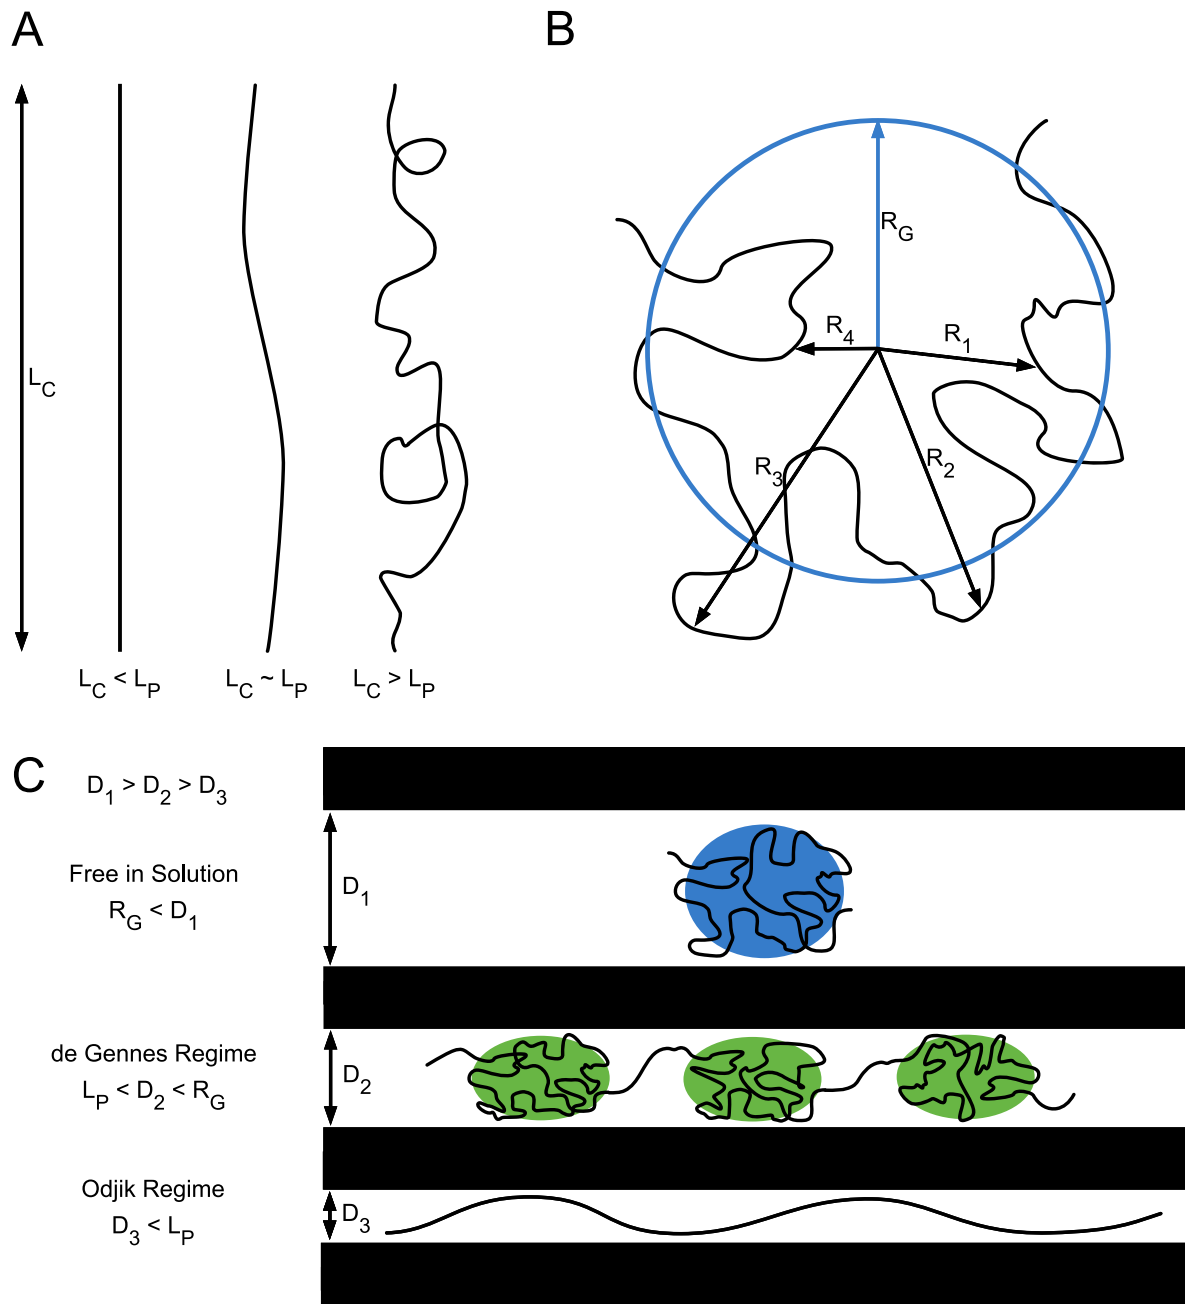 A
B
L_C
L_C < L_P
L_C ~ L_P
L_C > L_P
R_G
R_4
R_1
R_3
R_2
C
D_1 > D_2 > D_3
Free in Solution
R_G < D_1
D_1
de Gennes Regime
L_P < D_2 < R_G
D_2
Odjik Regime
D_3 < L_P
D_3